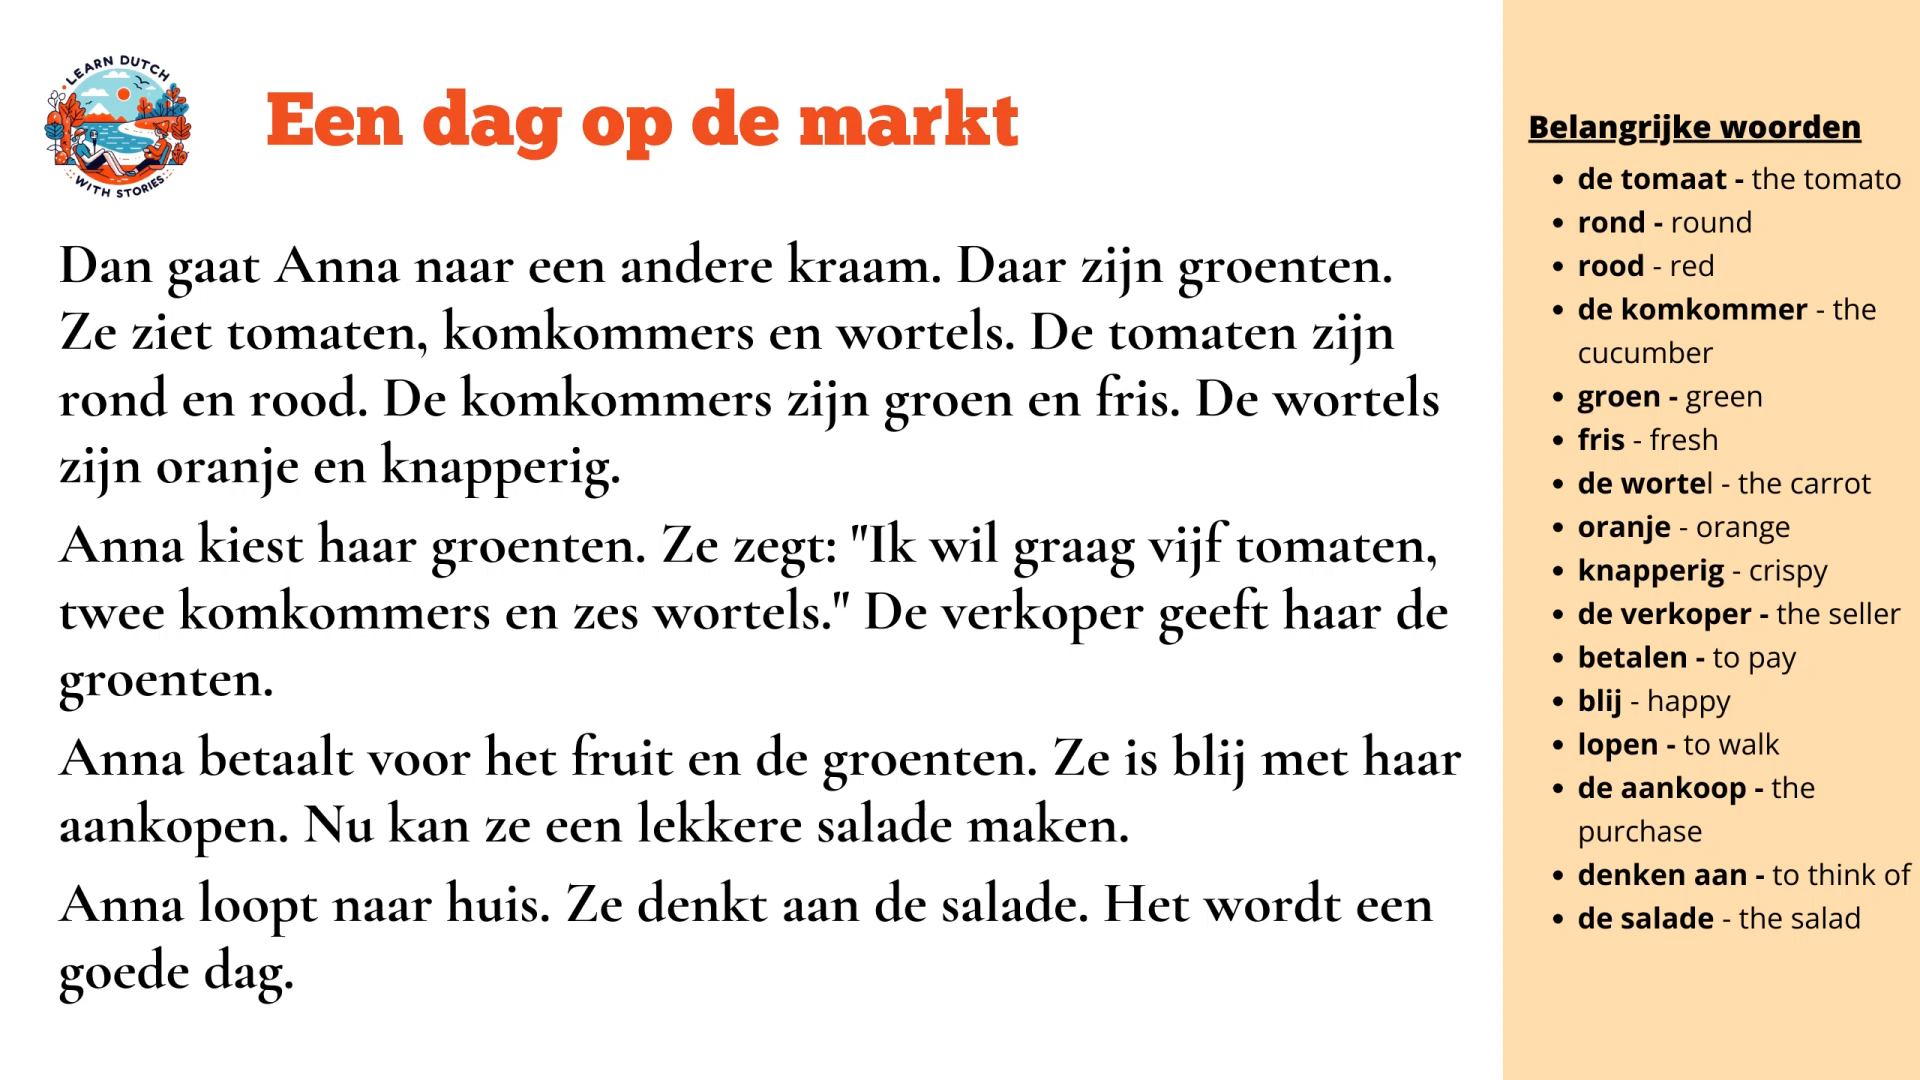 LEARN DUTCH
WITH STORIES
Een dag op de markt
Dan gaat Anna naar een andere kraam. Daar zijn groenten.
Ze ziet tomaten, komkommers en wortels. De tomaten zijn
rond en rood. De komkommers zijn groen en fris. De wortels
zijn oranje en knapperig.
Anna kiest haar groenten. Ze zegt: "Ik wil graag vijf tomaten,
twee komkommers en zes wortels." De verkoper geeft haar de
groenten.
Anna betaalt voor het fruit en de groenten. Ze is blij met haar
aankopen. Nu kan ze een lekkere salade maken.
Anna loopt naar huis. Ze denkt aan de salade. Het wordt een
goede dag.
Belangrijke woorden
• de tomaat - the tomato
• rond - round
• rood - red
• de komkommer - the
cucumber
• groen - green
• fris - fresh
• de wortel - the carrot
• oranje - orange
• knapperig - crispy
• de verkoper - the seller
• betalen - to pay
• blij - happy
• lopen - to walk
• de aankoop - the
purchase
• denken aan - to think of
• de salade - the salad